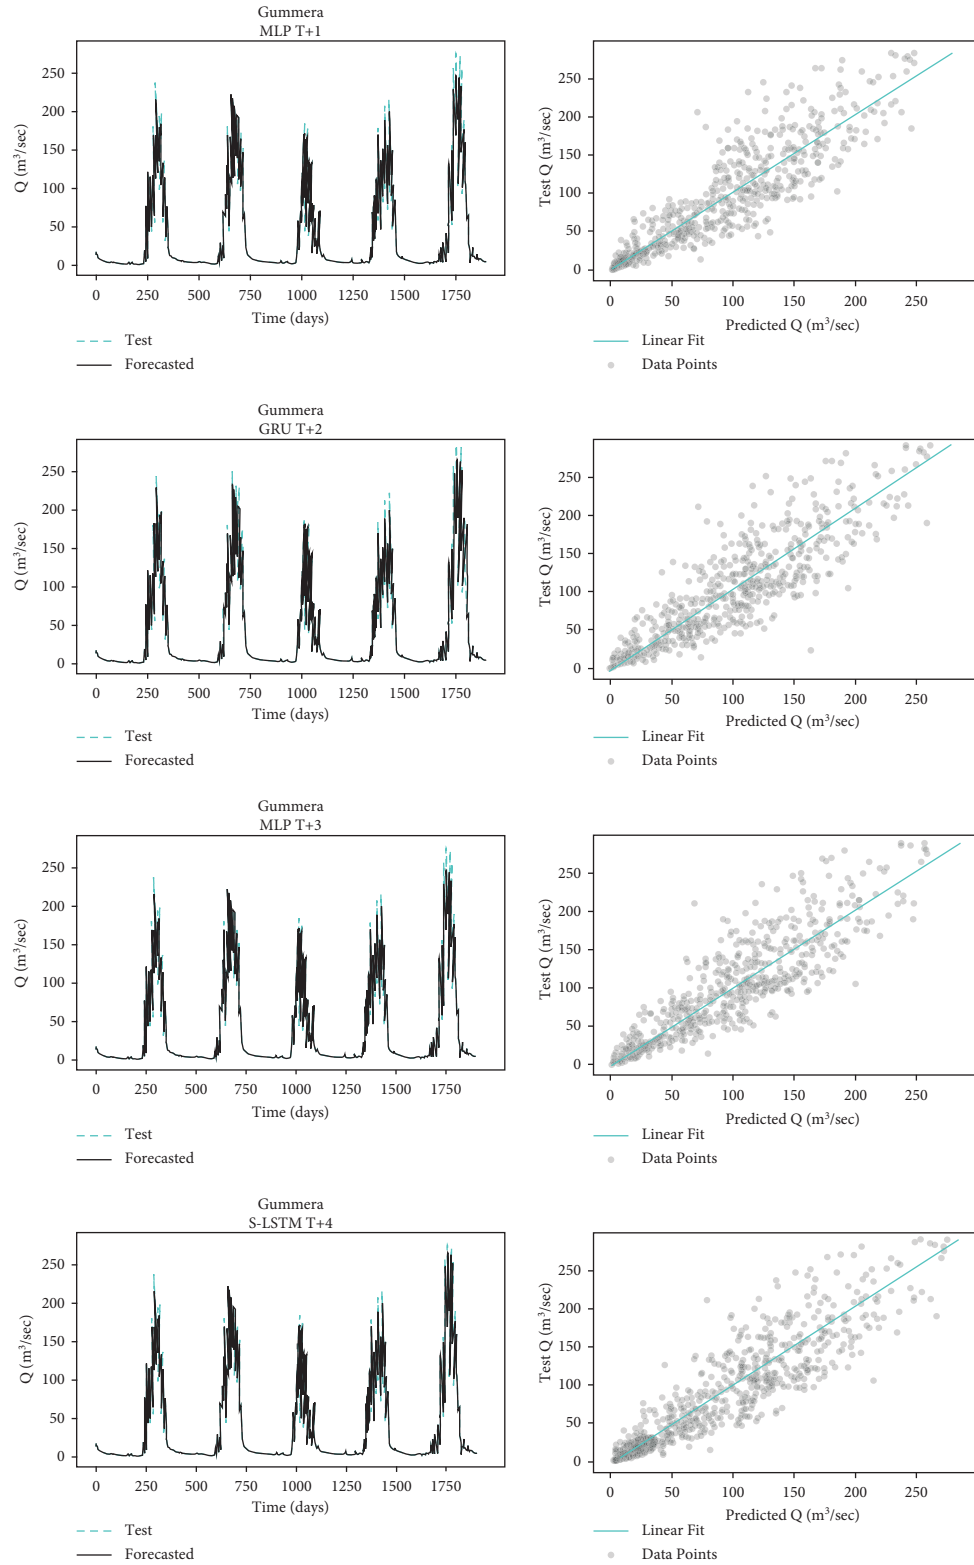 Gummera
MLP T+1
250
200
150
100
50
0
Q (m³/sec)
0 250 500 750 1000 1250 1500 1750
Time (days)
Test
Forecasted
250
200
150
100
50
0
Test Q (m³/sec)
0 50 100 150 200 250
Predicted Q (m³/sec)
Linear Fit
Data Points
Gummera
GRU T+2
250
200
150
100
50
0
Q (m³/sec)
0 250 500 750 1000 1250 1500 1750
Time (days)
Test
Forecasted
250
200
150
100
50
0
Test Q (m³/sec)
0 50 100 150 200 250
Predicted Q (m³/sec)
Linear Fit
Data Points
Gummera
MLP T+3
250
200
150
100
50
0
Q (m³/sec)
0 250 500 750 1000 1250 1500 1750
Time (days)
Test
Forecasted
250
200
150
100
50
0
Test Q (m³/sec)
0 50 100 150 200 250
Predicted Q (m³/sec)
Linear Fit
Data Points
Gummera
S-LSTM T+4
250
200
150
100
50
0
Q (m³/sec)
0 250 500 750 1000 1250 1500 1750
Time (days)
Test
Forecasted
250
200
150
100
50
0
Test Q (m³/sec)
0 50 100 150 200 250
Predicted Q (m³/sec)
Linear Fit
Data Points